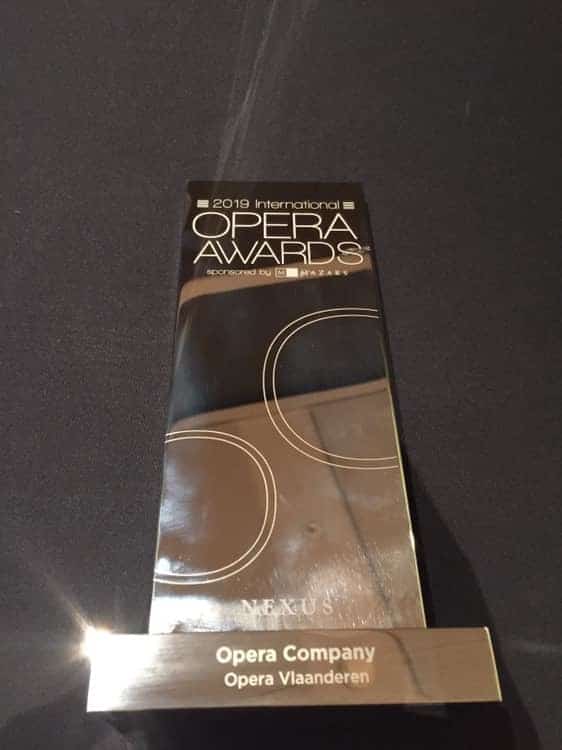 2019 International
OPERA
AWARDS
sponsored by M MAZARS
NEXUS
Opera Company
Opera Vlaanderen